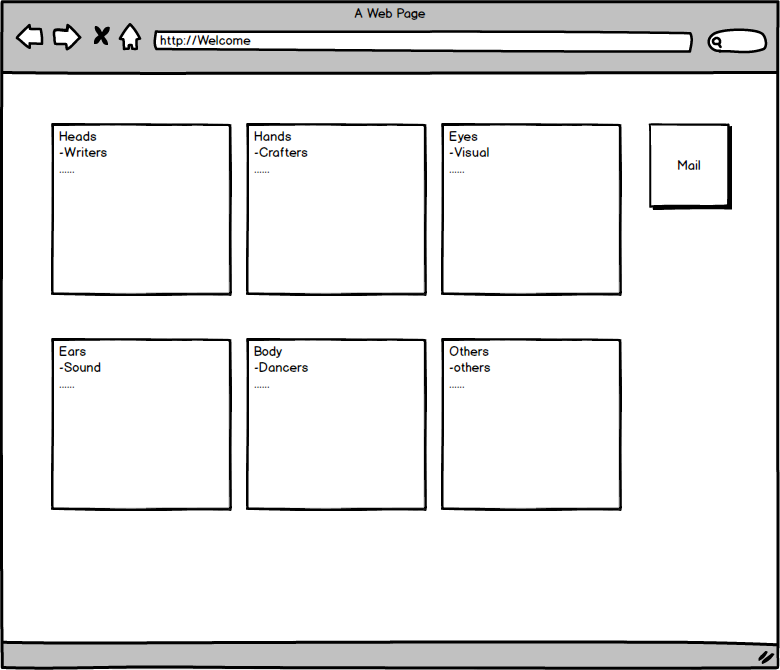 A Web Page
http://Welcome
Heads
-Writers
......
Hands
-Crafters
......
Eyes
-Visual
......
Mail
Ears
-Sound
......
Body
-Dancers
......
Others
-others
......